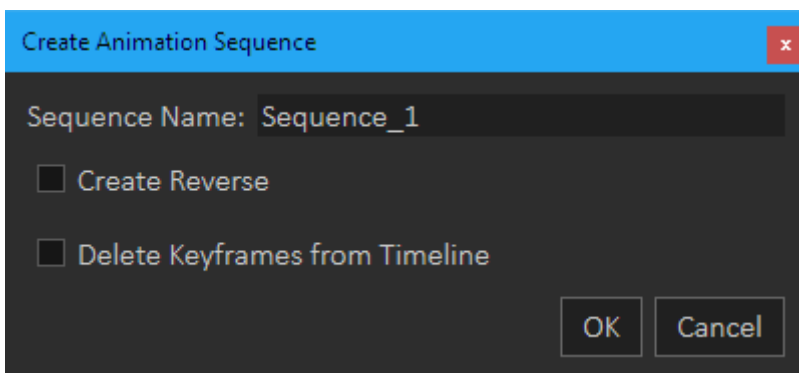 Create Animation Sequence x
Sequence Name: Sequence_1
Create Reverse
Delete Keyframes from Timeline
OK Cancel